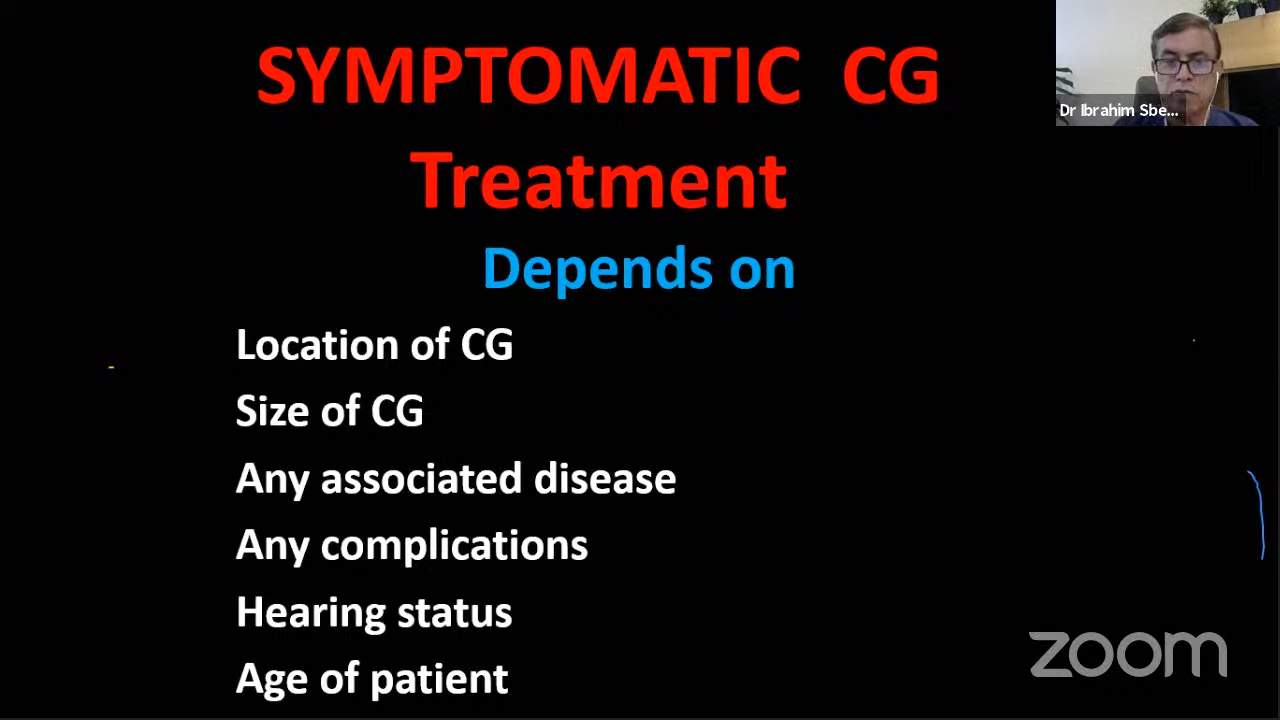 SYMPTOMATIC CG
Treatment
Depends on
Location of CG
Size of CG
Any associated disease
Any complications
Hearing status
Age of patient
Dr Ibrahim Sbe...
zoom